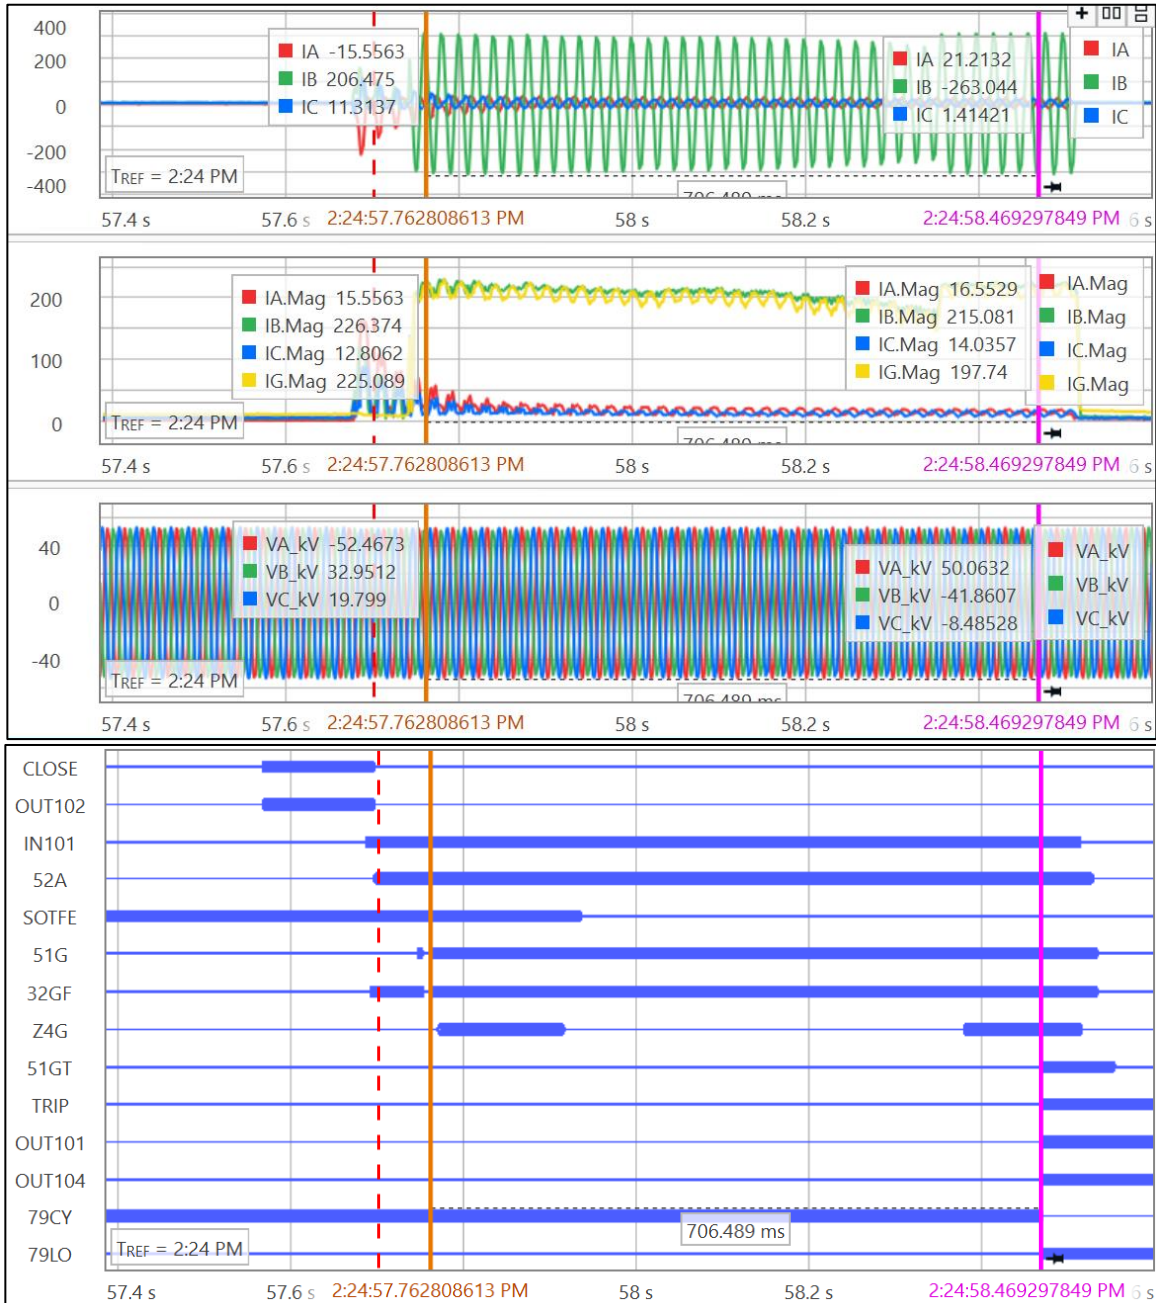 400
200
0
-200
-400
IA -15.5563
IB 206.475
IC 11.3137
IA 21.2132
IB -263.044
IC 1.41421
IA
IB
IC
TREF = 2:24 PM
706.489 ms
57.4 s 57.6 s 2:24:57.762808613 PM 58 s 58.2 s 2:24:58.469297849 PM 6 s
200
100
0
IA.Mag 15.5563
IB.Mag 226.374
IC.Mag 12.8062
IG.Mag 225.089
IA.Mag 16.5529
IB.Mag 215.081
IC.Mag 14.0357
IG.Mag 197.74
IA.Mag
IB.Mag
IC.Mag
IG.Mag
TREF = 2:24 PM
706.489 ms
57.4 s 57.6 s 2:24:57.762808613 PM 58 s 58.2 s 2:24:58.469297849 PM 6 s
40
0
-40
VA_kV -52.4673
VB_kV 32.9512
VC_kV 19.799
VA_kV 50.0632
VB_kV -41.8607
VC_kV -8.48528
VA_kV
VB_kV
VC_kV
TREF = 2:24 PM
706.489 ms
57.4 s 57.6 s 2:24:57.762808613 PM 58 s 58.2 s 2:24:58.469297849 PM 6 s
CLOSE
OUT102
IN101
52A
SOTFE
51G
32GF
Z4G
51GT
TRIP
OUT101
OUT104
79CY
706.489 ms
79LO
TREF = 2:24 PM
57.4 s 57.6 s 2:24:57.762808613 PM 58 s 58.2 s 2:24:58.469297849 PM 6 s